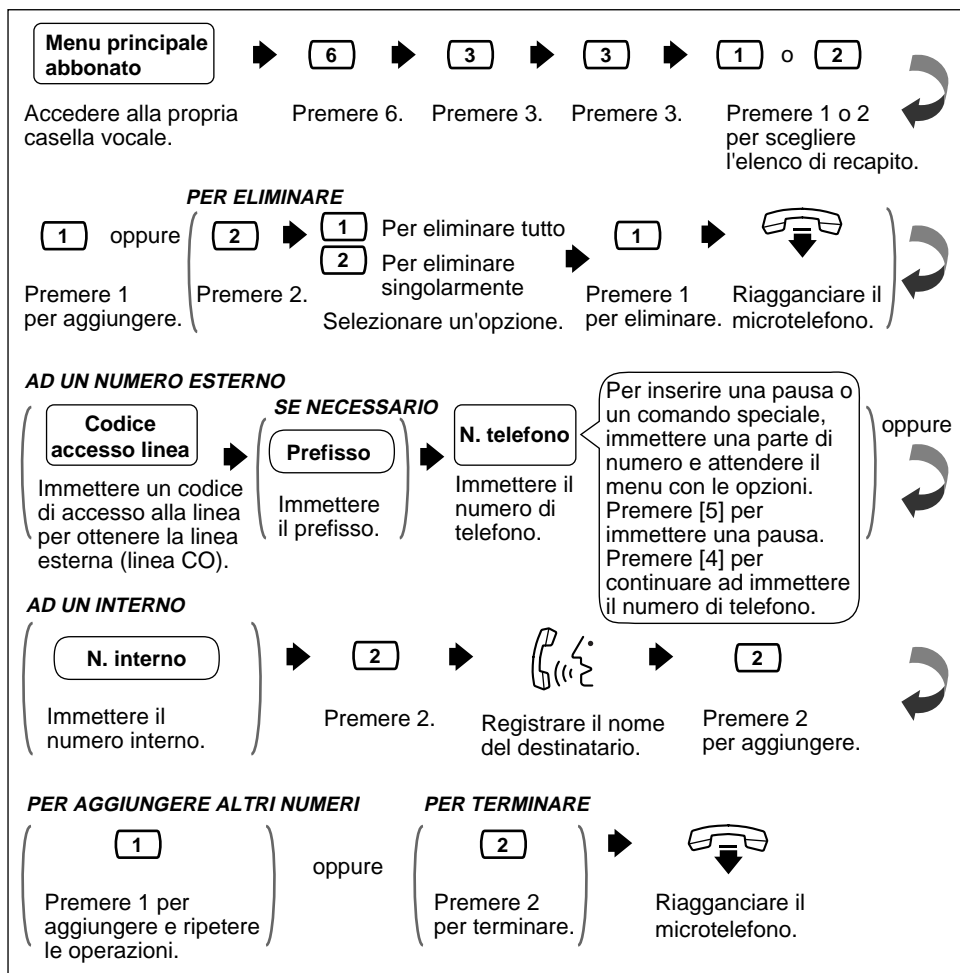 Menu principale
abbonato
6
3
3
1 o 2
Accedere alla propria
casella vocale.
Premere 6.
Premere 3.
Premere 3.
Premere 1 o 2
per scegliere
l'elenco di recapito.
PER ELIMINARE
1 oppure
2
1 Per eliminare tutto
2 Per eliminare
singolarmente
1
Premere 1
per aggiungere.
Premere 2.
Selezionare un'opzione.
Premere 1
per eliminare.
Riagganciare il
microtelefono.
AD UN NUMERO ESTERNO
Codice
accesso linea
Immettere un codice
di accesso alla linea
per ottenere la linea
esterna (linea CO).
SE NECESSARIO
Prefisso
Immettere
il prefisso.
N. telefono
Immettere il
numero di
telefono.
Per inserire una pausa o
un comando speciale,
immettere una parte di
numero e attendere il
menu con le opzioni.
Premere [5] per
immettere una pausa.
Premere [4] per
continuare ad immettere
il numero di telefono.
oppure
AD UN INTERNO
N. interno
2
2
Immettere il
numero interno.
Premere 2.
Registrare il nome
del destinatario.
Premere 2
per aggiungere.
PER AGGIUNGERE ALTRI NUMERI
1
Premere 1 per
aggiungere e ripetere
le operazioni.
oppure
PER TERMINARE
2
Premere 2
per terminare.
Riagganciare il
microtelefono.